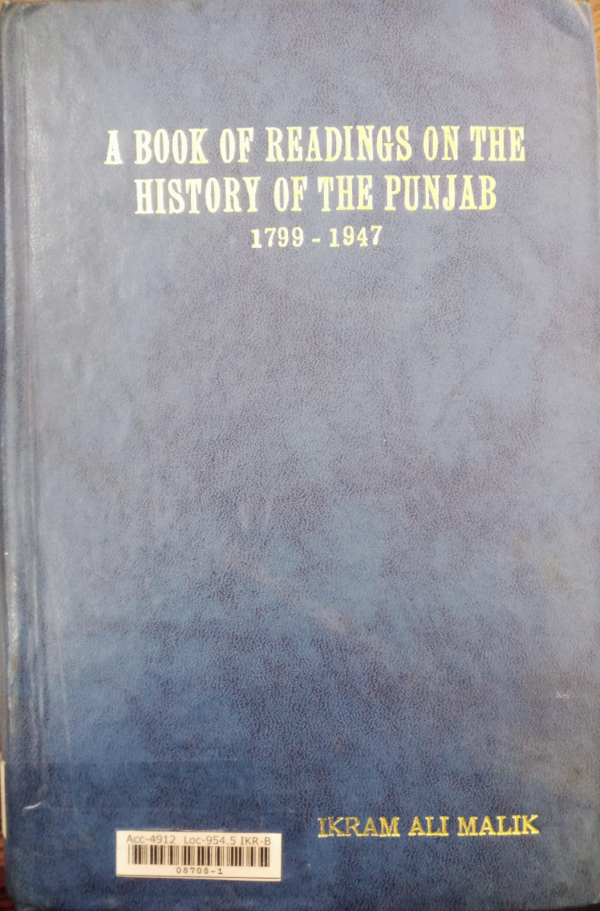 A BOOK OF READINGS ON THE
HISTORY OF THE PUNJAB
1799 - 1947
IKRAM ALI MALIK
Acc-4912 Loc-954.5 IKR-B
08708-1